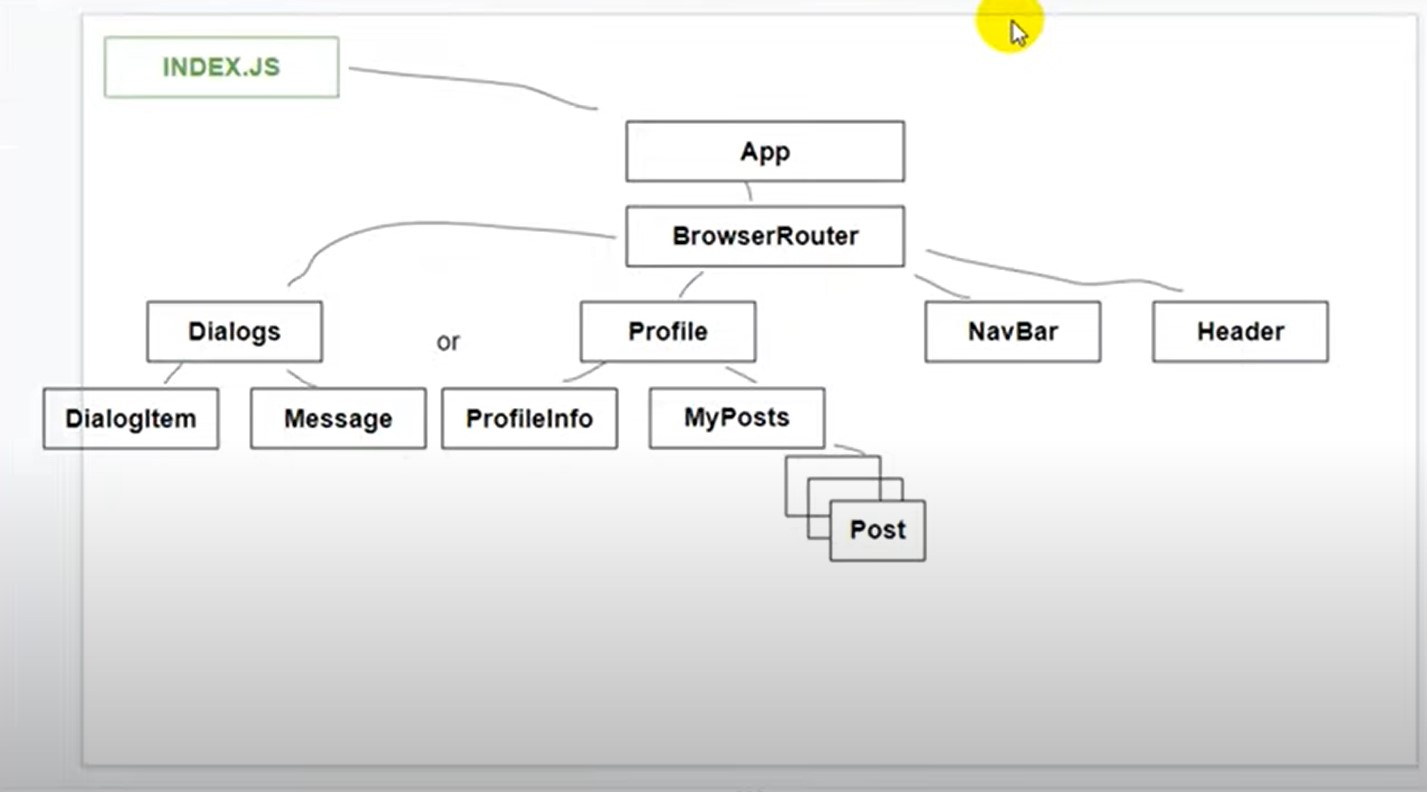 INDEX.JS
App
BrowserRouter
Dialogs
or
Profile
NavBar
Header
DialogItem
Message
ProfileInfo
MyPosts
Post